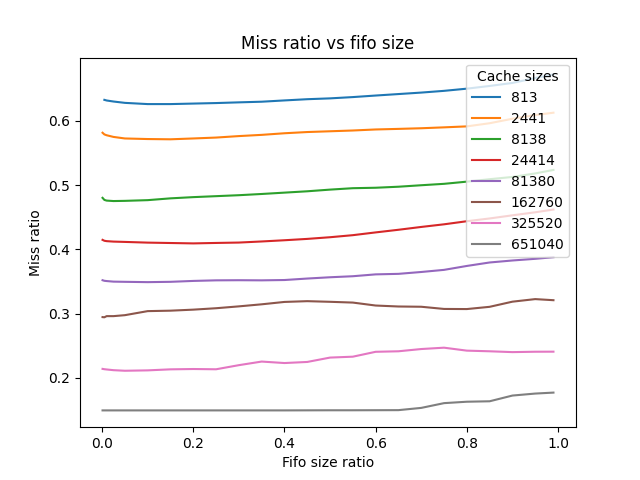 Miss ratio vs fifo size
Cache sizes
813
2441
8138
24414
81380
162760
325520
651040
0.6
0.5
0.4
0.3
0.2
Miss ratio
0.0 0.2 0.4 0.6 0.8 1.0
Fifo size ratio